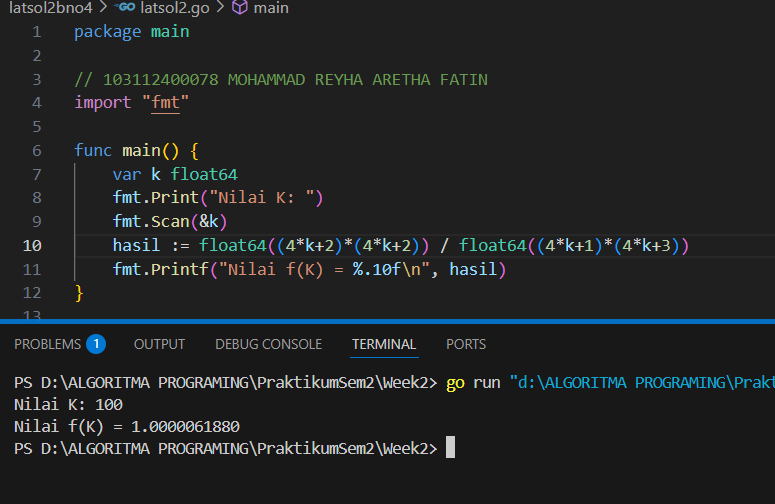 latsol2bno4 > GO latsol2.go > main
1 package main
2
3 // 103112400078 MOHAMMAD REYHA ARETHA FATIN
4 import "fmt"
5
6 func main() {
7 var k float64
8 fmt.Print("Nilai K: ")
9 fmt.Scan(&k)
10 hasil := float64((4*k+2)*(4*k+2)) / float64((4*k+1)*(4*k+3))
11 fmt.Printf("Nilai f(K) = %.10f\n", hasil)
12 }
13
PROBLEMS 1 OUTPUT DEBUG CONSOLE TERMINAL PORTS
PS D:\ALGORITMA PROGRAMING\PraktikumSem2\Week2> go run "d:\ALGORITMA PROGRAMING\Prakt
Nilai K: 100
Nilai f(K) = 1.0000061880
PS D:\ALGORITMA PROGRAMING\PraktikumSem2\Week2>